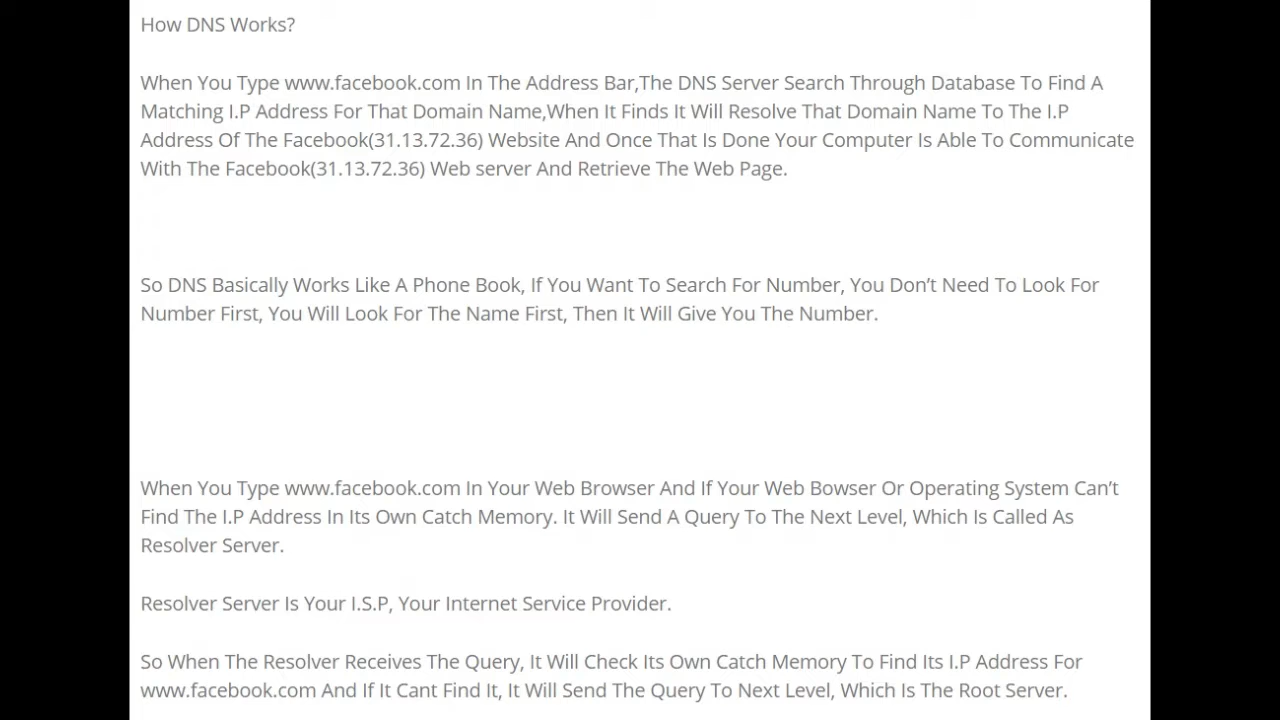 How DNS Works?
When You Type www.facebook.com In The Address Bar,The DNS Server Search Through Database To Find A
Matching I.P Address For That Domain Name,When It Finds It Will Resolve That Domain Name To The I.P
Address Of The Facebook(31.13.72.36) Website And Once That Is Done Your Computer Is Able To Communicate
With The Facebook(31.13.72.36) Web server And Retrieve The Web Page.
So DNS Basically Works Like A Phone Book, If You Want To Search For Number, You Don’t Need To Look For
Number First, You Will Look For The Name First, Then It Will Give You The Number.
When You Type www.facebook.com In Your Web Browser And If Your Web Bowser Or Operating System Can’t
Find The I.P Address In Its Own Catch Memory. It Will Send A Query To The Next Level, Which Is Called As
Resolver Server.
Resolver Server Is Your I.S.P, Your Internet Service Provider.
So When The Resolver Receives The Query, It Will Check Its Own Catch Memory To Find Its I.P Address For
www.facebook.com And If It Cant Find It, It Will Send The Query To Next Level, Which Is The Root Server.